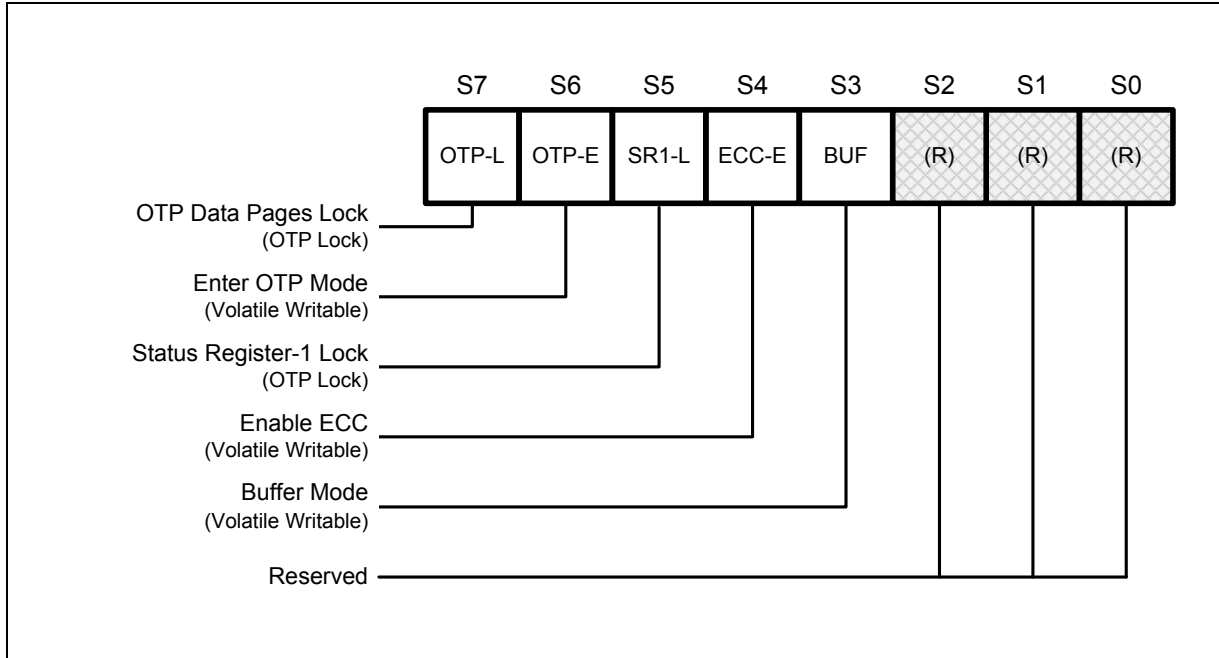 S7 S6 S5 S4 S3 S2 S1 S0
OTP-L OTP-E SR1-L ECC-E BUF (R) (R) (R)
OTP Data Pages Lock
(OTP Lock)
Enter OTP Mode
(Volatile Writable)
Status Register-1 Lock
(OTP Lock)
Enable ECC
(Volatile Writable)
Buffer Mode
(Volatile Writable)
Reserved